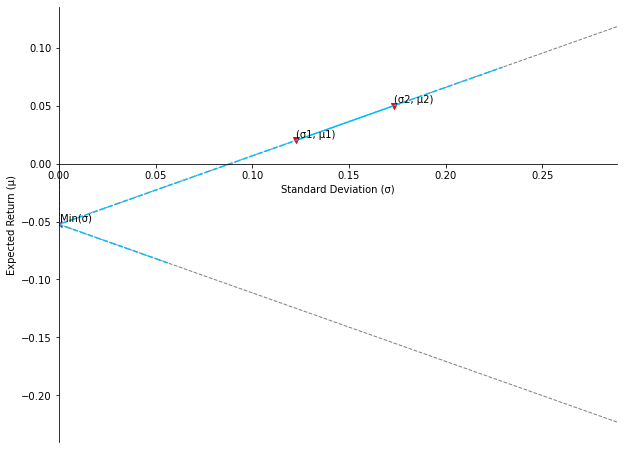 0.10
0.05
(σ2, μ2)
(σ1, μ1)
0.00
0.00
0.05
0.10
0.15
0.20
0.25
Standard Deviation (σ)
Min(σ)
−0.05
−0.10
−0.15
−0.20
Expected Return (μ)